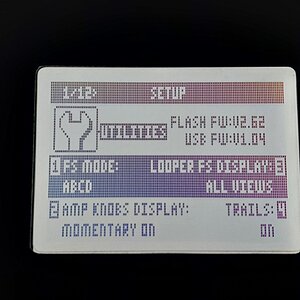 1/12> SETUP
UTILITIES
FLASH FW:V2.62
USB FW:V1.04
1 FS MODE: LOOPER FS DISPLAY: 3
ABCD ALL VIEWS
2 AMP KNOBS DISPLAY: TRAILS: 4
MOMENTARY ON ON